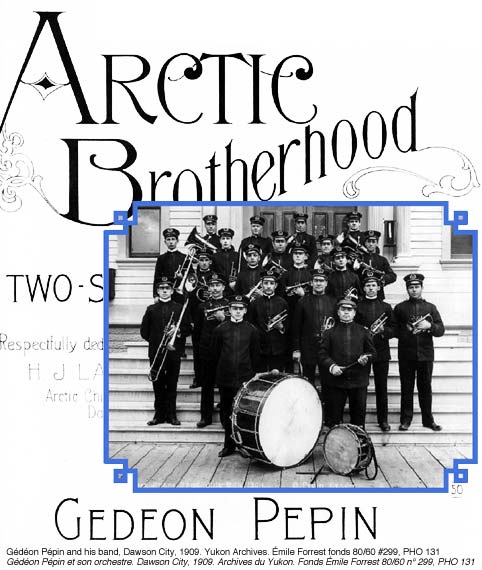 ARCTIC
Brotherhood
TWO-S
Respectfully ded
H J LA
Arctic Chi
Da
50
GEDEON PEPIN
Gédéon Pépin and his band, Dawson City, 1909. Yukon Archives. Émile Forrest fonds 80/60 #299, PHO 131
Gédéon Pépin et son orchestre. Dawson City, 1909. Archives du Yukon. Fonds Émile Forrest 80/60 n° 299, PHO 131